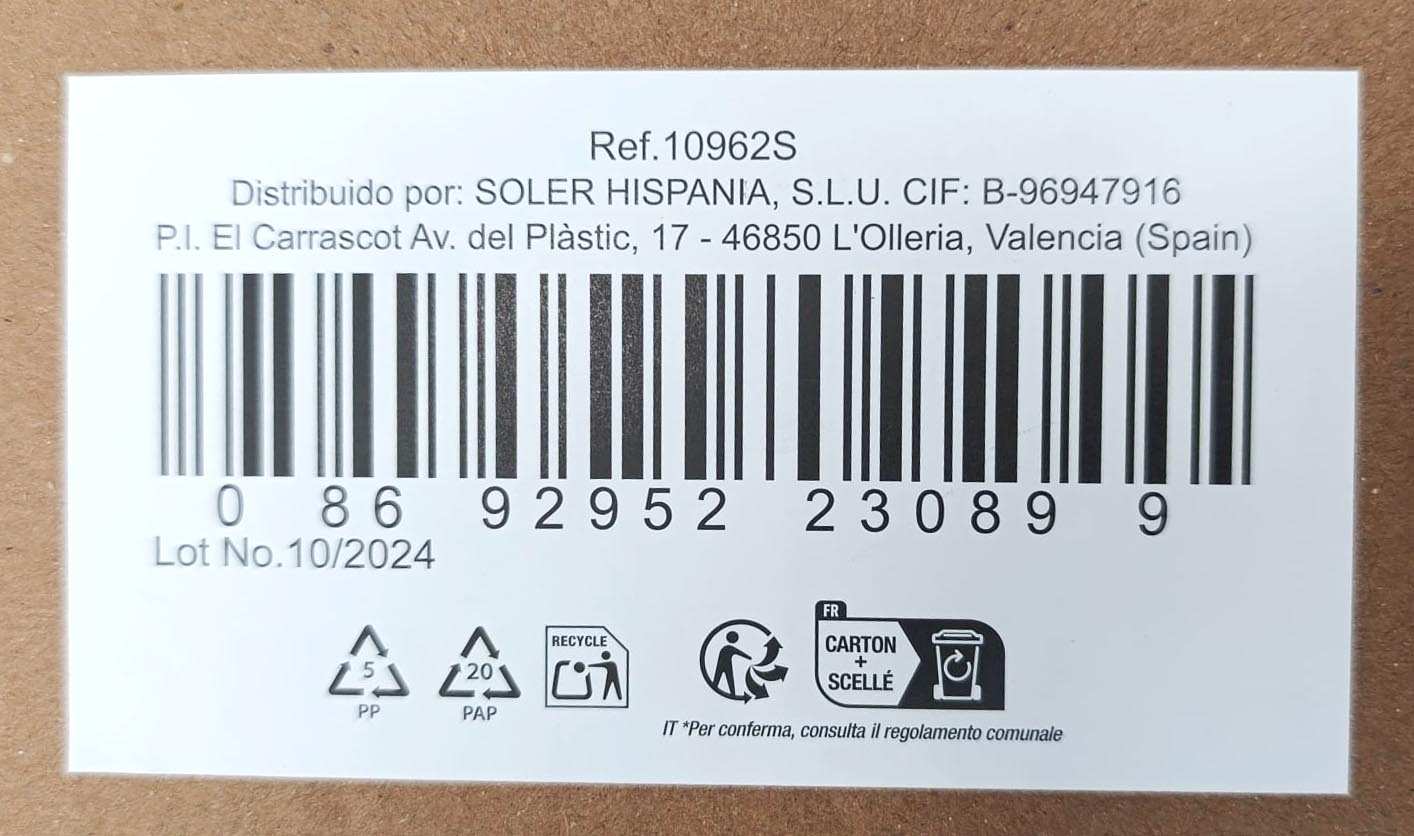 Ref.10962S
Distribuido por: SOLER HISPANIA, S.L.U. CIF: B-96947916
P.I. El Carrascot Av. del Plàstic, 17 - 46850 L'Olleria, Valencia (Spain)
0 86 92952 23089 9
Lot No.10/2024
5
PP
20
PAP
RECYCLE
FR
CARTON
+
SCELLÉ
IT *Per conferma, consulta il regolamento comunale